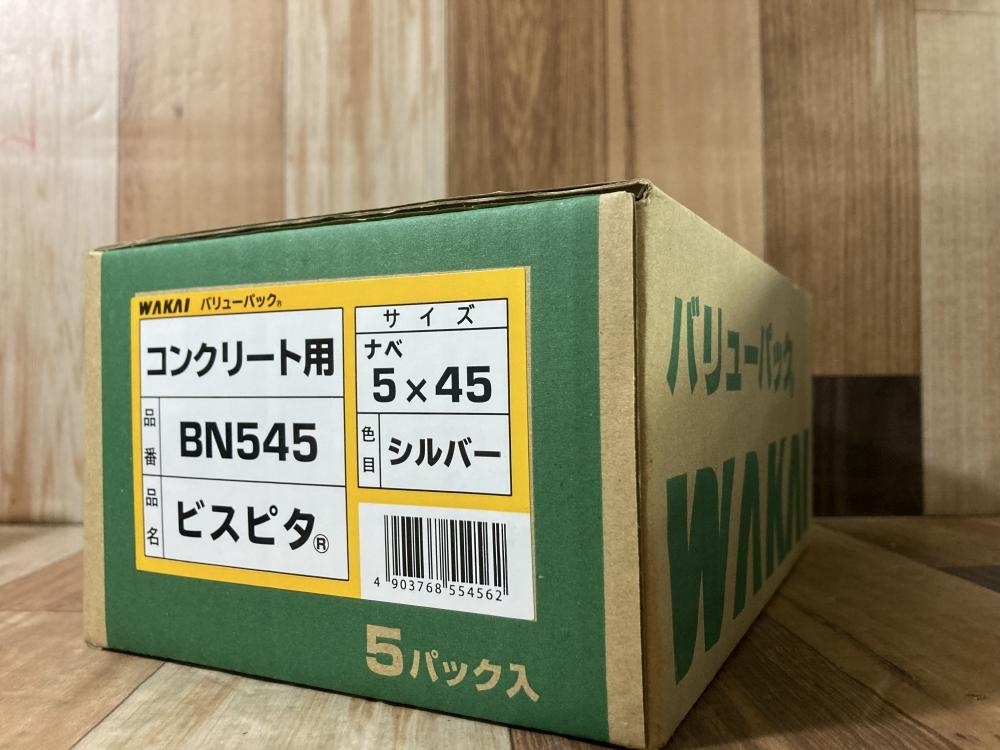 WAKAI バリューパック®
コンクリート用
品番 BN545
品名 ビスピタ®
サイズ
ナベ
5×45
色目 シルバー
4 903768 554562
5パック入
バリューパック®
WAKAI